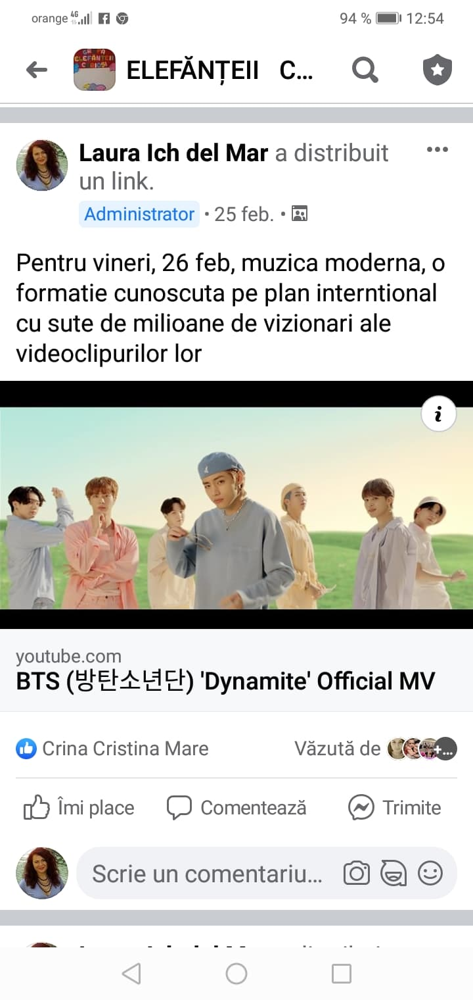 orange 4G 94 % 12:54
GRUPA
ELEFĂNȚEII
CURIOȘI
ELEFĂNȚEII C...
Laura Ich del Mar a distribuit
un link.
Administrator · 25 feb. ·
Pentru vineri, 26 feb, muzica moderna, o
formatie cunoscuta pe plan interntional
cu sute de milioane de vizionari ale
videoclipurilor lor
i
youtube.com
BTS (방탄소년단) 'Dynamite' Official MV
Crina Cristina Mare Văzută de +...
Îmi place Comentează Trimite
Scrie un comentariu...